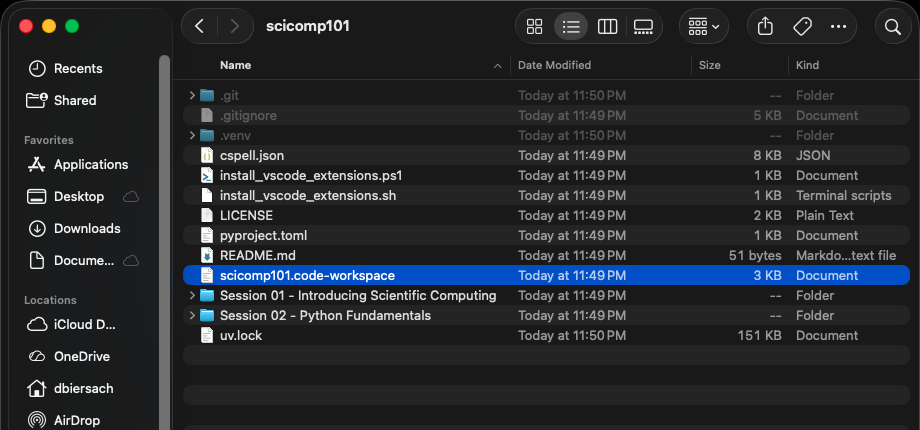 scicomp101
Recents
Shared
Favorites
Applications
Desktop
Downloads
Docume...
Locations
iCloud D...
OneDrive
dbiersach
AirDrop
Name Date Modified Size Kind
.git Today at 11:50 PM -- Folder
.gitignore Today at 11:49 PM 5 KB Document
.venv Today at 11:50 PM -- Folder
cspell.json Today at 11:49 PM 8 KB JSON
install_vscode_extensions.ps1 Today at 11:49 PM 1 KB Document
install_vscode_extensions.sh Today at 11:49 PM 1 KB Terminal scripts
LICENSE Today at 11:49 PM 2 KB Plain Text
pyproject.toml Today at 11:49 PM 1 KB Document
README.md Today at 11:49 PM 51 bytes Markdo...text file
scicomp101.code-workspace Today at 11:49 PM 3 KB Document
Session 01 - Introducing Scientific Computing Today at 11:49 PM -- Folder
Session 02 - Python Fundamentals Today at 11:49 PM -- Folder
uv.lock Today at 11:50 PM 151 KB Document